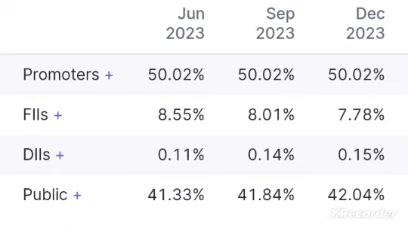 Jun 2023 Sep 2023 Dec 2023
Promoters + 50.02% 50.02% 50.02%
FIIs + 8.55% 8.01% 7.78%
DIIs + 0.11% 0.14% 0.15%
Public + 41.33% 41.84% 42.04%
XRecorder